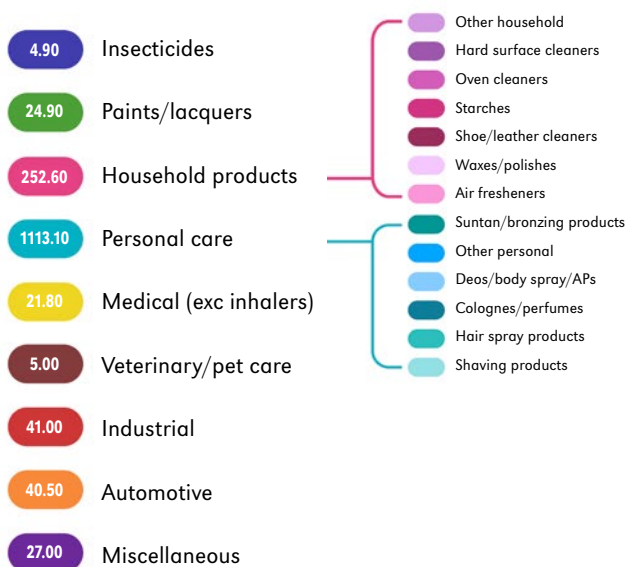 4.90 Insecticides
24.90 Paints/lacquers
252.60 Household products
1113.10 Personal care
21.80 Medical (exc inhalers)
5.00 Veterinary/pet care
41.00 Industrial
40.50 Automotive
27.00 Miscellaneous
Other household
Hard surface cleaners
Oven cleaners
Starches
Shoe/leather cleaners
Waxes/polishes
Air fresheners
Suntan/bronzing products
Other personal
Deos/body spray/APs
Colognes/perfumes
Hair spray products
Shaving products